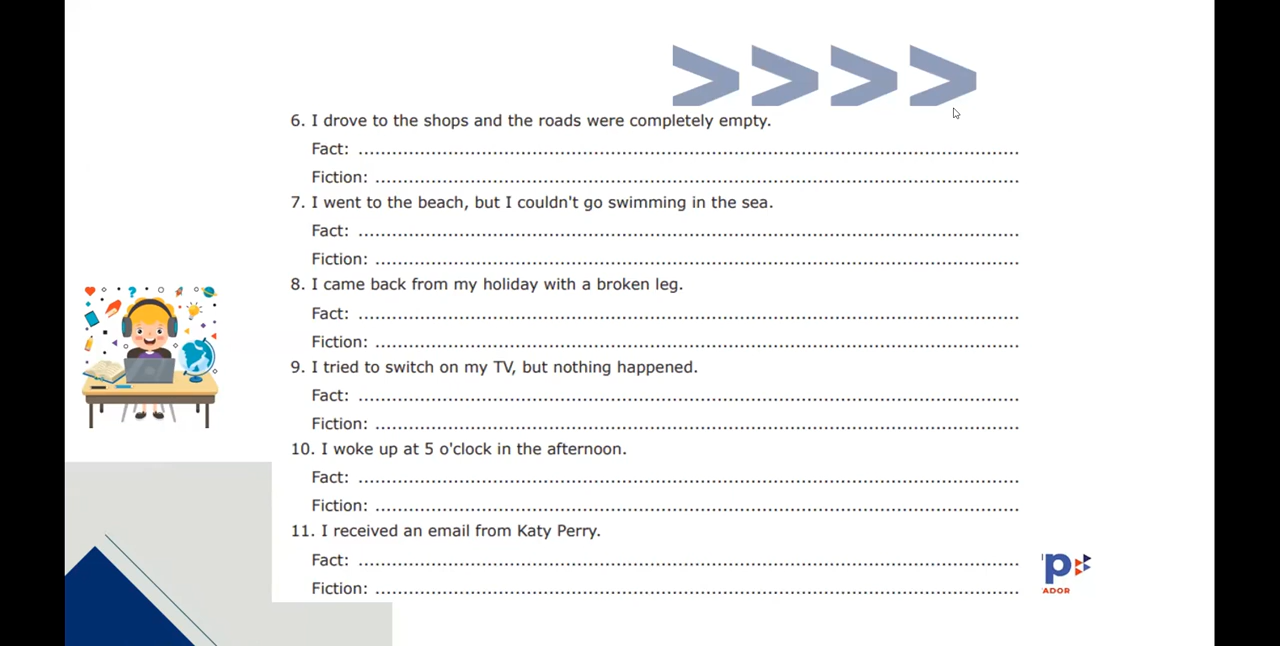 6. I drove to the shops and the roads were completely empty.
Fact: ........................................................................................................................
Fiction: .....................................................................................................................
7. I went to the beach, but I couldn't go swimming in the sea.
Fact: ........................................................................................................................
Fiction: .....................................................................................................................
8. I came back from my holiday with a broken leg.
Fact: ........................................................................................................................
Fiction: .....................................................................................................................
9. I tried to switch on my TV, but nothing happened.
Fact: ........................................................................................................................
Fiction: .....................................................................................................................
10. I woke up at 5 o'clock in the afternoon.
Fact: ........................................................................................................................
Fiction: .....................................................................................................................
11. I received an email from Katy Perry.
Fact: ........................................................................................................................
Fiction: .....................................................................................................................
p
ADOR